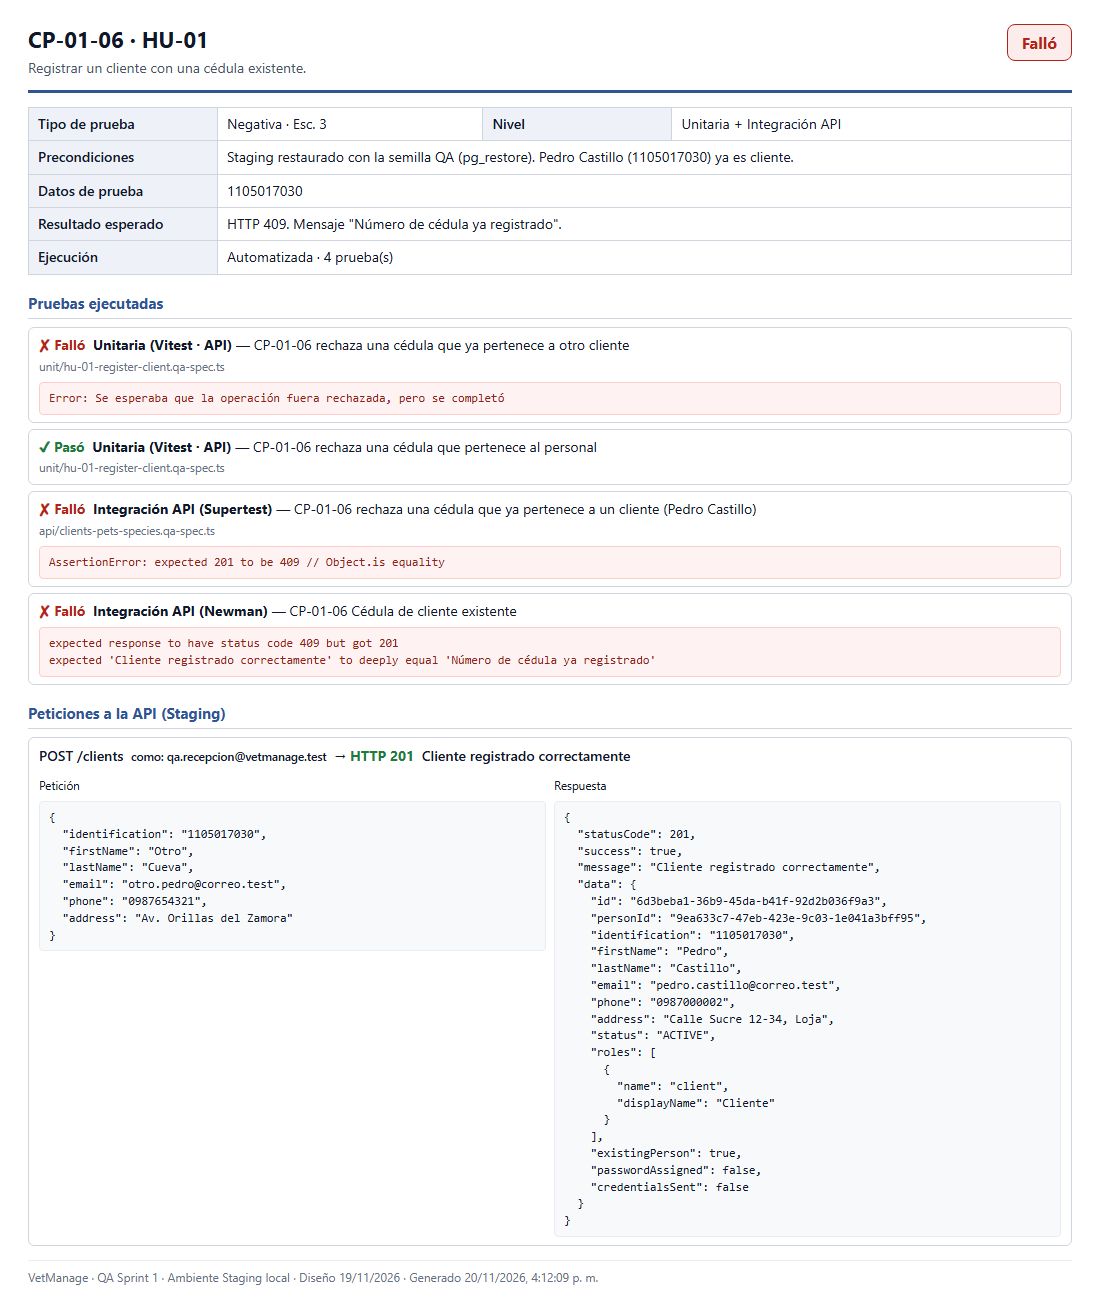 CP-01-06 · HU-01
Falló
Registrar un cliente con una cédula existente.
Tipo de prueba Negativa · Esc. 3 Nivel Unitaria + Integración API
Precondiciones Staging restaurado con la semilla QA (pg_restore). Pedro Castillo (1105017030) ya es cliente.
Datos de prueba 1105017030
Resultado esperado HTTP 409. Mensaje "Número de cédula ya registrado".
Ejecución Automatizada · 4 prueba(s)
Pruebas ejecutadas
✘ Falló Unitaria (Vitest · API) — CP-01-06 rechaza una cédula que ya pertenece a otro cliente
unit/hu-01-register-client.qa-spec.ts
Error: Se esperaba que la operación fuera rechazada, pero se completó
✔ Pasó Unitaria (Vitest · API) — CP-01-06 rechaza una cédula que pertenece al personal
unit/hu-01-register-client.qa-spec.ts
✘ Falló Integración API (Supertest) — CP-01-06 rechaza una cédula que ya pertenece a un cliente (Pedro Castillo)
api/clients-pets-species.qa-spec.ts
AssertionError: expected 201 to be 409 // Object.is equality
✘ Falló Integración API (Newman) — CP-01-06 Cédula de cliente existente
expected response to have status code 409 but got 201
expected 'Cliente registrado correctamente' to deeply equal 'Número de cédula ya registrado'
Peticiones a la API (Staging)
POST /clients como: qa.recepcion@vetmanage.test → HTTP 201 Cliente registrado correctamente
Petición
{
"identification": "1105017030",
"firstName": "Otro",
"lastName": "Cueva",
"email": "otro.pedro@correo.test",
"phone": "0987654321",
"address": "Av. Orillas del Zamora"
}
Respuesta
{
"statusCode": 201,
"success": true,
"message": "Cliente registrado correctamente",
"data": {
"id": "6d3beba1-36b9-45da-b41f-92d2b036f9a3",
"personId": "9ea633c7-47eb-423e-9c03-1e041a3bff95",
"identification": "1105017030",
"firstName": "Pedro",
"lastName": "Castillo",
"email": "pedro.castillo@correo.test",
"phone": "0987000002",
"address": "Calle Sucre 12-34, Loja",
"status": "ACTIVE",
"roles": [
{
"name": "client",
"displayName": "Cliente"
}
],
"existingPerson": true,
"passwordAssigned": false,
"credentialsSent": false
}
}
VetManage · QA Sprint 1 · Ambiente Staging local · Diseño 19/11/2026 · Generado 20/11/2026, 4:12:09 p. m.